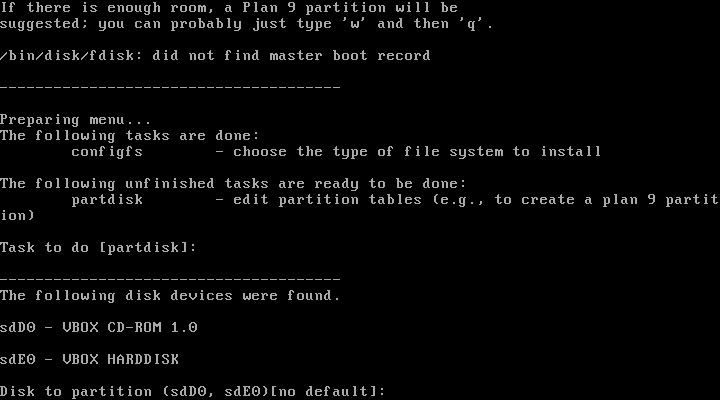 If there is enough room, a Plan 9 partition will be
suggested; you can probably just type 'w' and then 'q'.
/bin/disk/fdisk: did not find master boot record
------------------------------------
Preparing menu...
The following tasks are done:
configfs - choose the type of file system to install
The following unfinished tasks are ready to be done:
partdisk - edit partition tables (e.g., to create a plan 9 partit
ion)
Task to do [partdisk]:
------------------------------------
The following disk devices were found.
sdD0 - VBOX CD-ROM 1.0
sdE0 - VBOX HARDDISK
Disk to partition (sdD0, sdE0)[no default]: